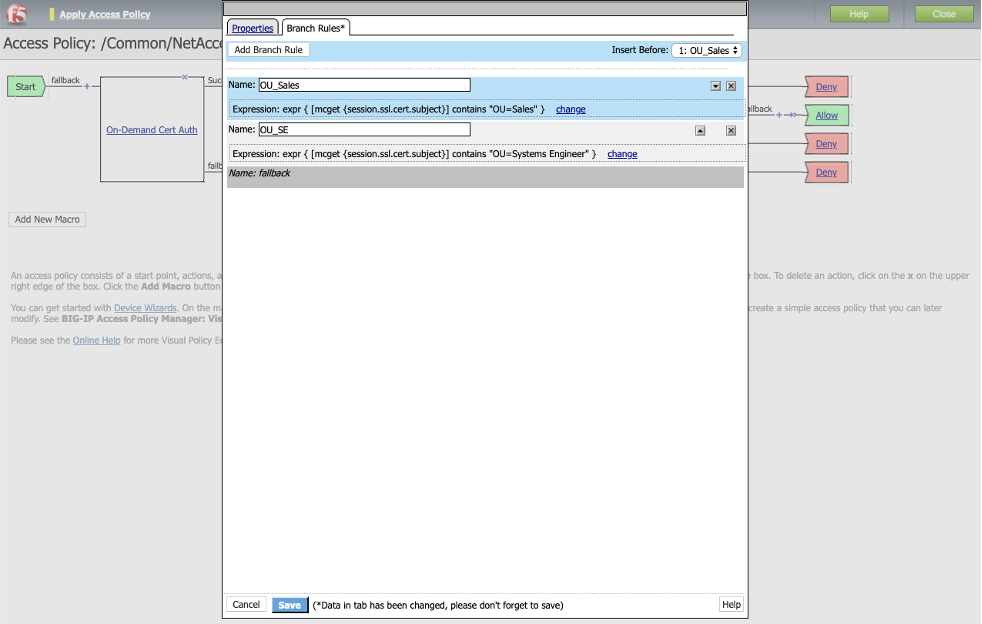 f5
Apply Access Policy
Help
Close
Access Policy: /Common/NetAcce
Properties
Branch Rules*
Add Branch Rule
Insert Before: 1: OU_Sales
Name: OU_Sales
Expression: expr { [mcget {session.ssl.cert.subject}] contains "OU=Sales" } change
Name: OU_SE
Expression: expr { [mcget {session.ssl.cert.subject}] contains "OU=Systems Engineer" } change
Name: fallback
Start
fallback
+
On-Demand Cert Auth
x
Succ
fallb
allback
+
Deny
Allow
Deny
Deny
Add New Macro
An access policy consists of a start point, actions, a
e box. To delete an action, click on the x on the upper
right edge of the box. Click the Add Macro button
You can get started with Device Wizards. On the m
create a simple access policy that you can later
modify. See BIG-IP Access Policy Manager: Vis
Please see the Online Help for more Visual Policy Ed
Cancel
Save
(*Data in tab has been changed, please don't forget to save)
Help